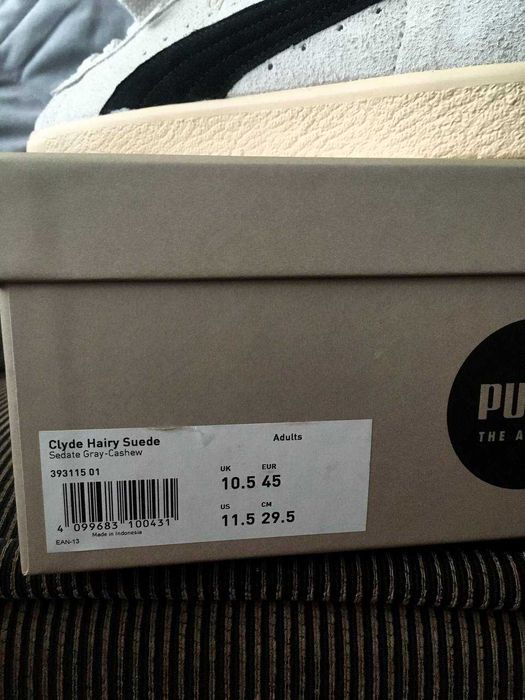 PU
THE A
Clyde Hairy Suede
Adults
Sedate Gray-Cashew
393115 01
UK EUR
10.5 45
US CM
11.5 29.5
4 099683 100431
Made in Indonesia
EAN-13